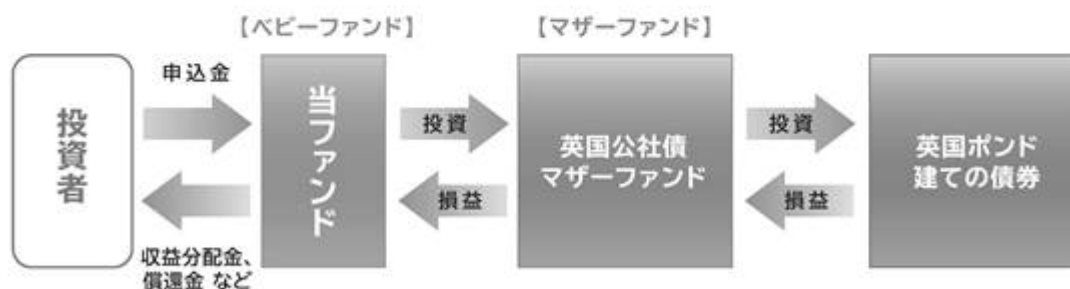 【ベビーファンド】
【マザーファンド】
投資者
申込金
収益分配金、
償還金 など
当ファンド
投資
損益
英国公社債
マザーファンド
投資
損益
英国ポンド
建ての債券